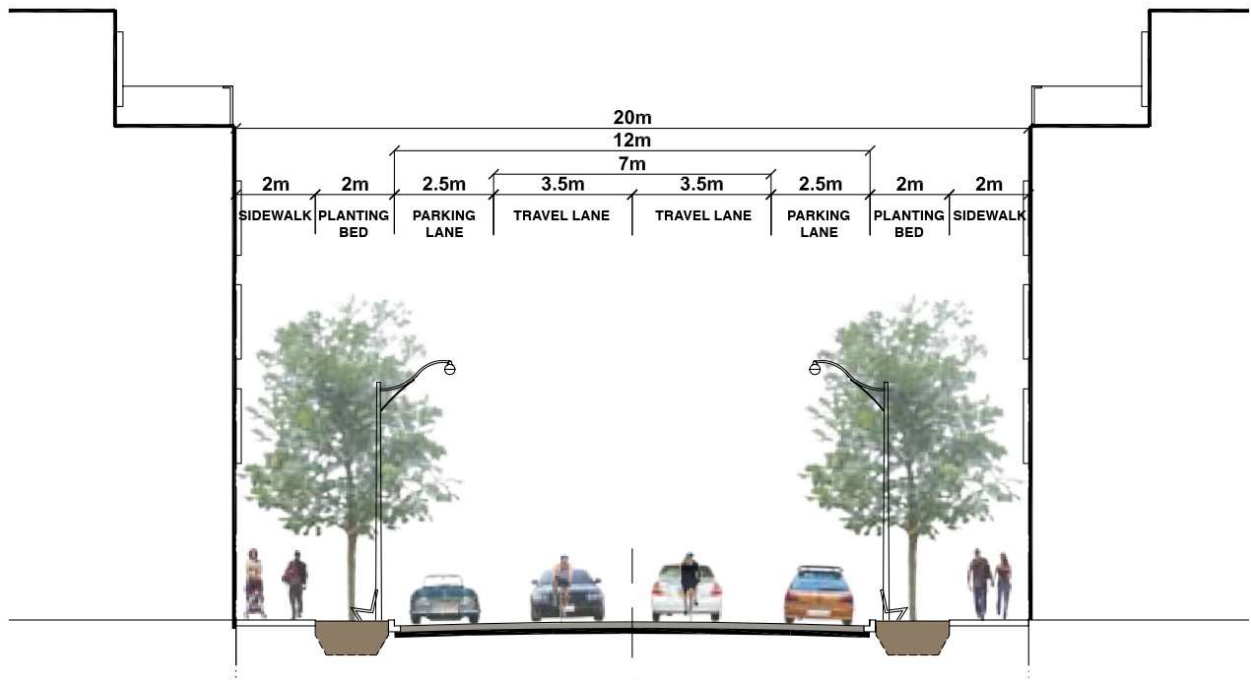 20m
12m
7m
2m 2m 2.5m 3.5m 3.5m 2.5m 2m 2m
SIDEWALK PLANTING PARKING TRAVEL LANE TRAVEL LANE PARKING PLANTING SIDEWALK
BED LANE LANE BED